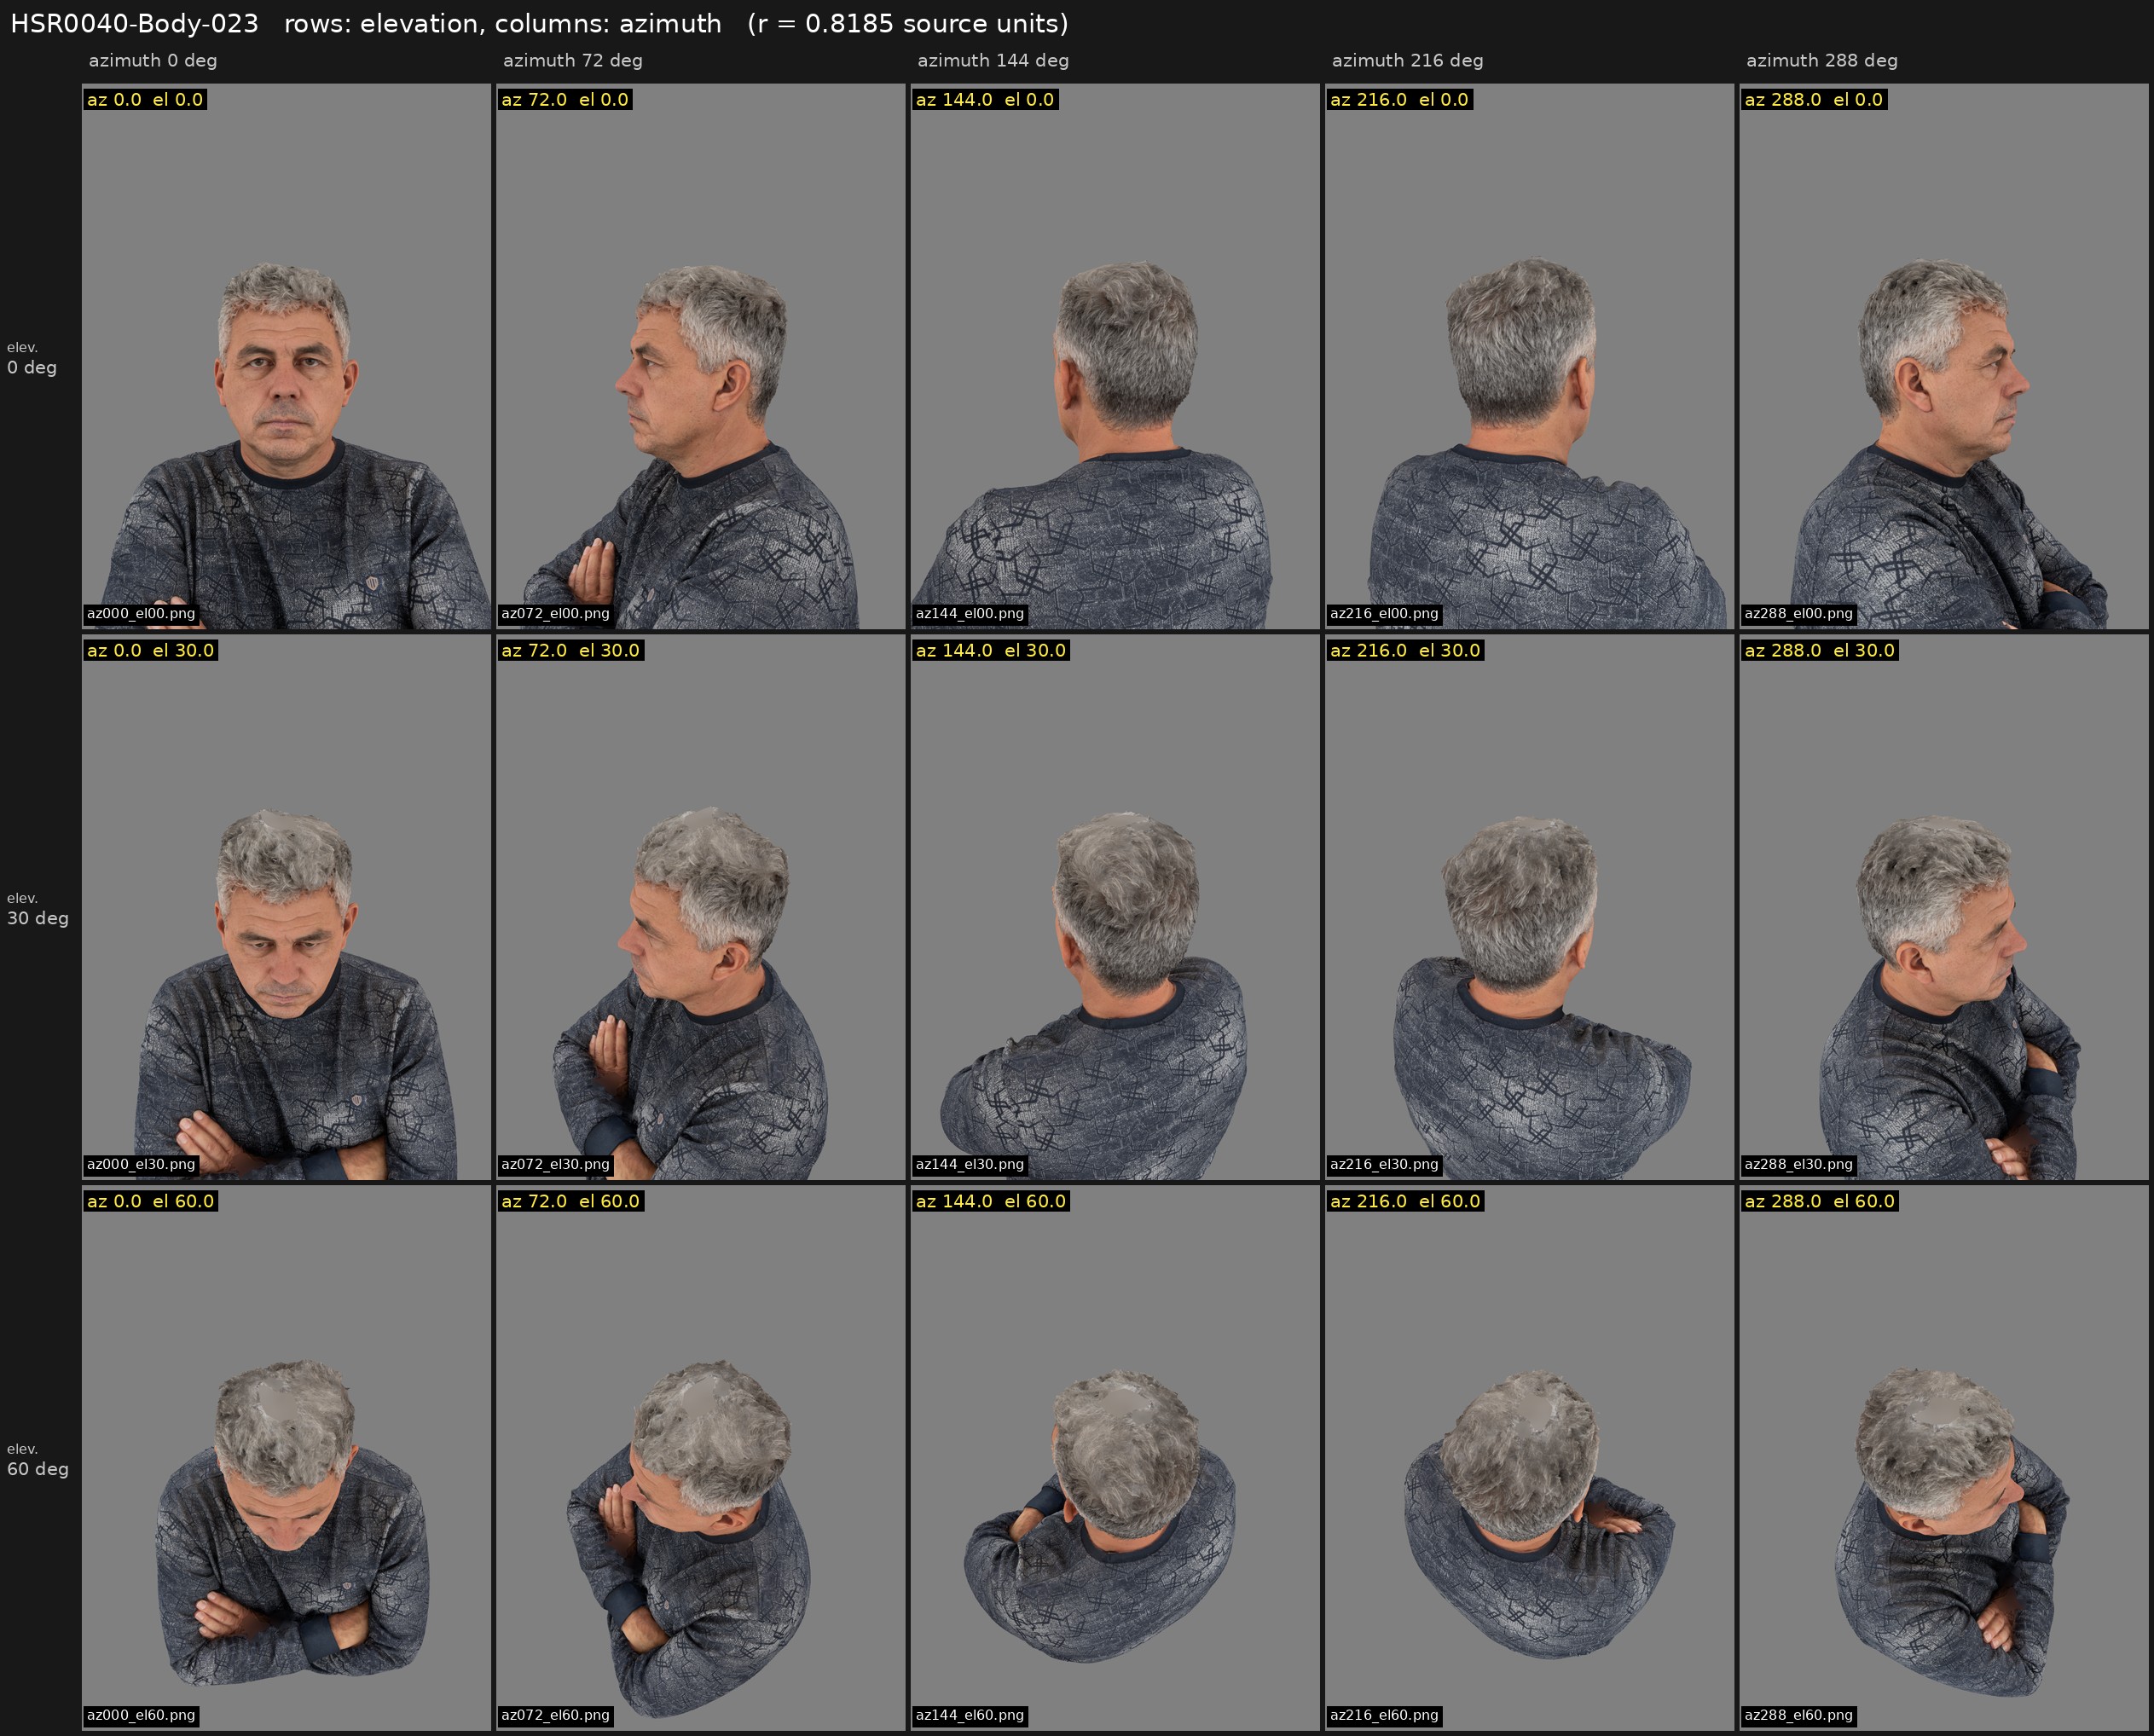 HSR0040-Body-023   rows: elevation, columns: azimuth   (r = 0.8185 source units)
azimuth 0 deg
azimuth 72 deg
azimuth 144 deg
azimuth 216 deg
azimuth 288 deg
elev.
0 deg
az 0.0  el 0.0
az000_el00.png
az 72.0  el 0.0
az072_el00.png
az 144.0  el 0.0
az144_el00.png
az 216.0  el 0.0
az216_el00.png
az 288.0  el 0.0
az288_el00.png
elev.
30 deg
az 0.0  el 30.0
az000_el30.png
az 72.0  el 30.0
az072_el30.png
az 144.0  el 30.0
az144_el30.png
az 216.0  el 30.0
az216_el30.png
az 288.0  el 30.0
az288_el30.png
elev.
60 deg
az 0.0  el 60.0
az000_el60.png
az 72.0  el 60.0
az072_el60.png
az 144.0  el 60.0
az144_el60.png
az 216.0  el 60.0
az216_el60.png
az 288.0  el 60.0
az288_el60.png